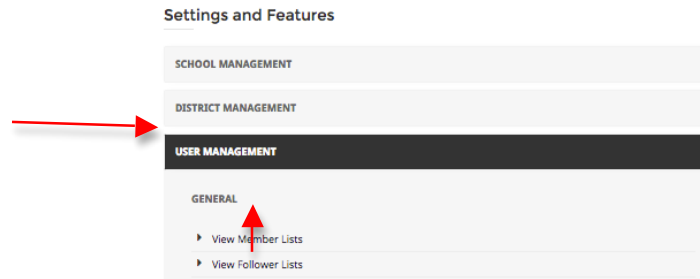 Settings and Features
SCHOOL MANAGEMENT
DISTRICT MANAGEMENT
USER MANAGEMENT
GENERAL
View Member Lists
View Follower Lists